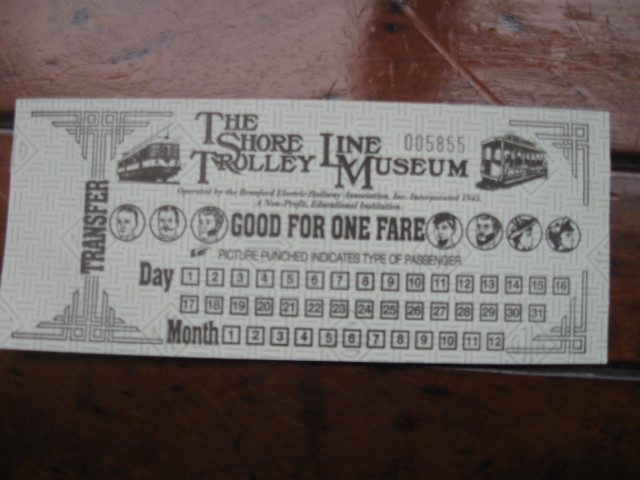 THE SHORE LINE TROLLEY MUSEUM
005855
Operated by the Branford Electric Railway Association, Inc. Incorporated 1945.
A Non-Profit, Educational Institution.
TRANSFER
GOOD FOR ONE FARE
PICTURE PUNCHED INDICATES TYPE OF PASSENGER
Day 1 2 3 4 5 6 7 8 9 10 11 12 13 14 15 16
17 18 19 20 21 22 23 24 25 26 27 28 29 30 31
Month 1 2 3 4 5 6 7 8 9 10 11 12